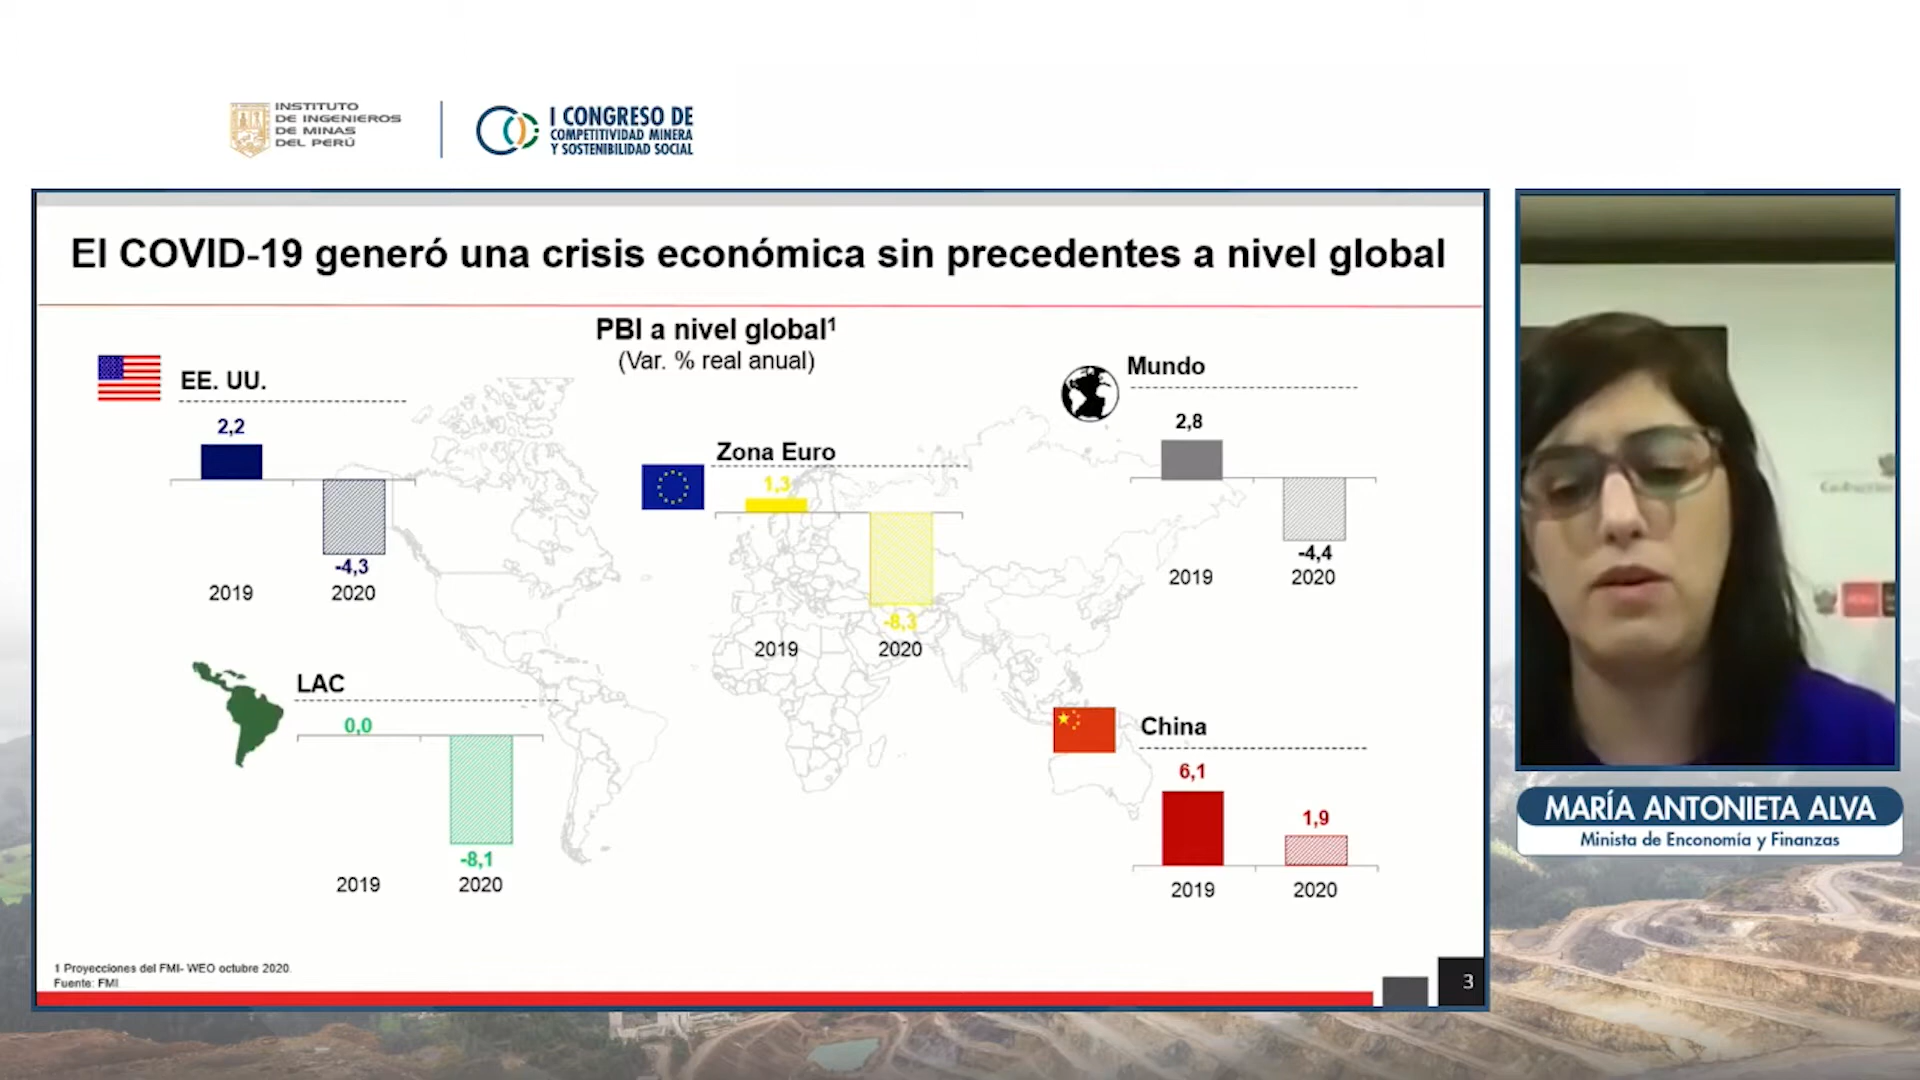 INSTITUTO
DE INGENIEROS
DE MINAS
DEL PERÚ
I CONGRESO DE
COMPETITIVIDAD MINERA
Y SOSTENIBILIDAD SOCIAL
El COVID-19 generó una crisis económica sin precedentes a nivel global
PBI a nivel global¹
(Var. % real anual)
EE. UU.
2,2
-4,3
2019 2020
Zona Euro
1,3
-8,3
2019 2020
Mundo
2,8
-4,4
2019 2020
LAC
0,0
-8,1
2019 2020
China
6,1
1,9
2019 2020
1 Proyecciones del FMI- WEO octubre 2020.
Fuente: FMI.
3
MARÍA ANTONIETA ALVA
Minista de Enconomía y Finanzas